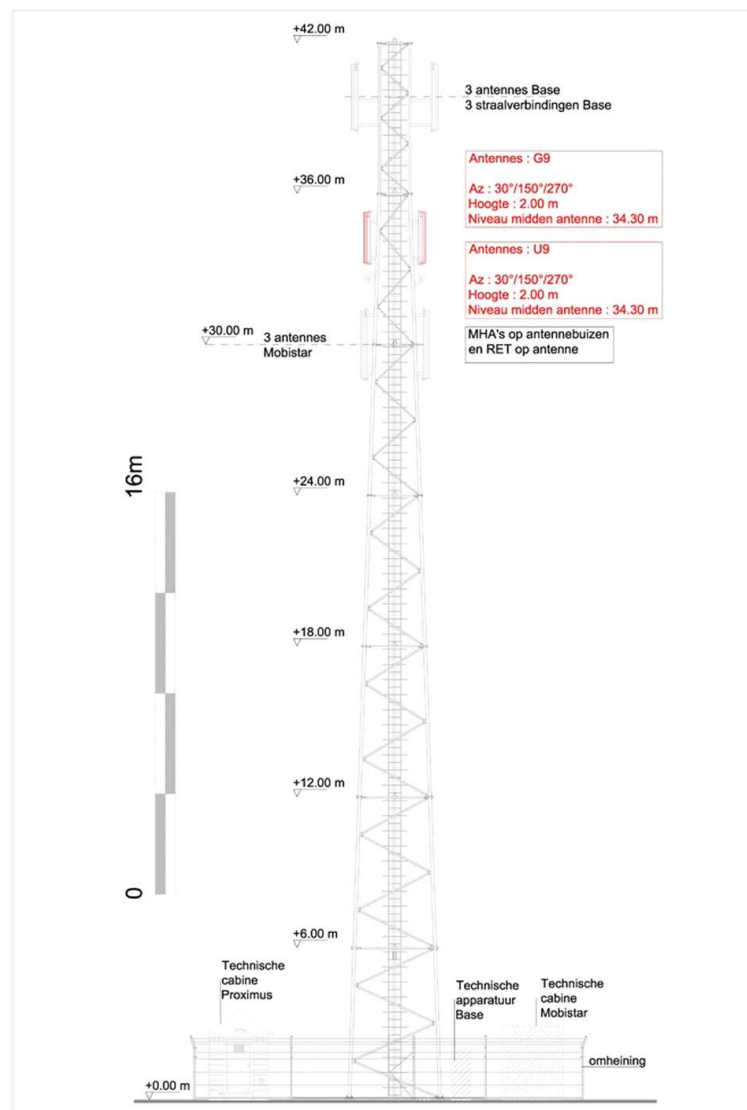 +42.00 m
3 antennes Base
3 straalverbindingen Base
Antennes : G9
Az : 30°/150°/270°
Hoogte : 2.00 m
Niveau midden antenne : 34.30 m
+36.00 m
Antennes : U9
Az : 30°/150°/270°
Hoogte : 2.00 m
Niveau midden antenne : 34.30 m
+30.00 m
3 antennes
Mobistar
MHA's op antennebuizen
en RET op antenne
16m
+24.00 m
+18.00 m
+12.00 m
0
+6.00 m
Technische
cabine
Proximus
Technische
apparatuur
Base
Technische
cabine
Mobistar
omheining
+0.00 m